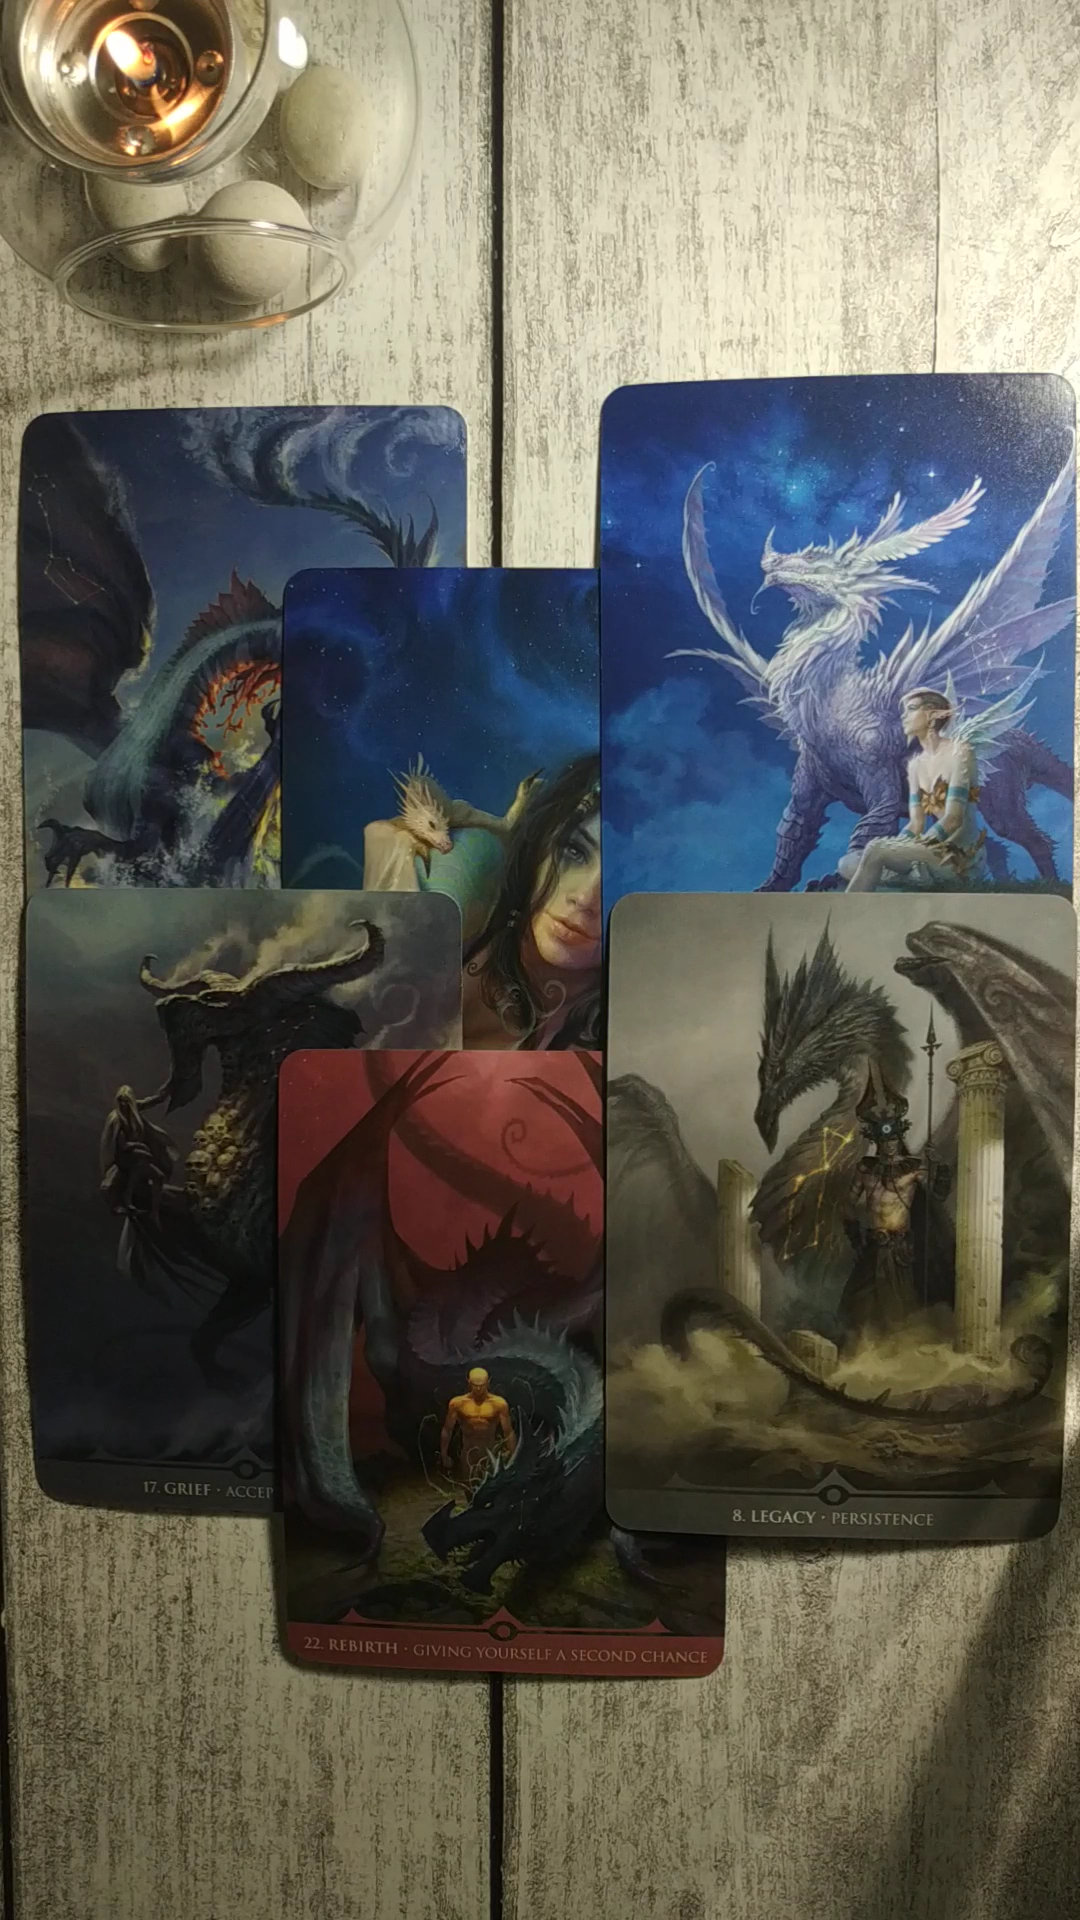 17. GRIEF · ACCEP
8. LEGACY · PERSISTENCE
22. REBIRTH · GIVING YOURSELF A SECOND CHANCE